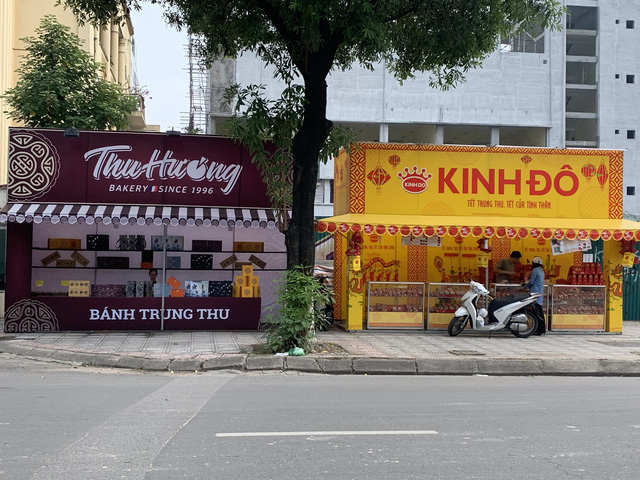 Thu Hương
BAKERY SINCE 1996
BÁNH TRUNG THU
KINH ĐÔ
KINH ĐÔ
TẾT TRUNG THU, TẾT CỦA TÌNH THÂN